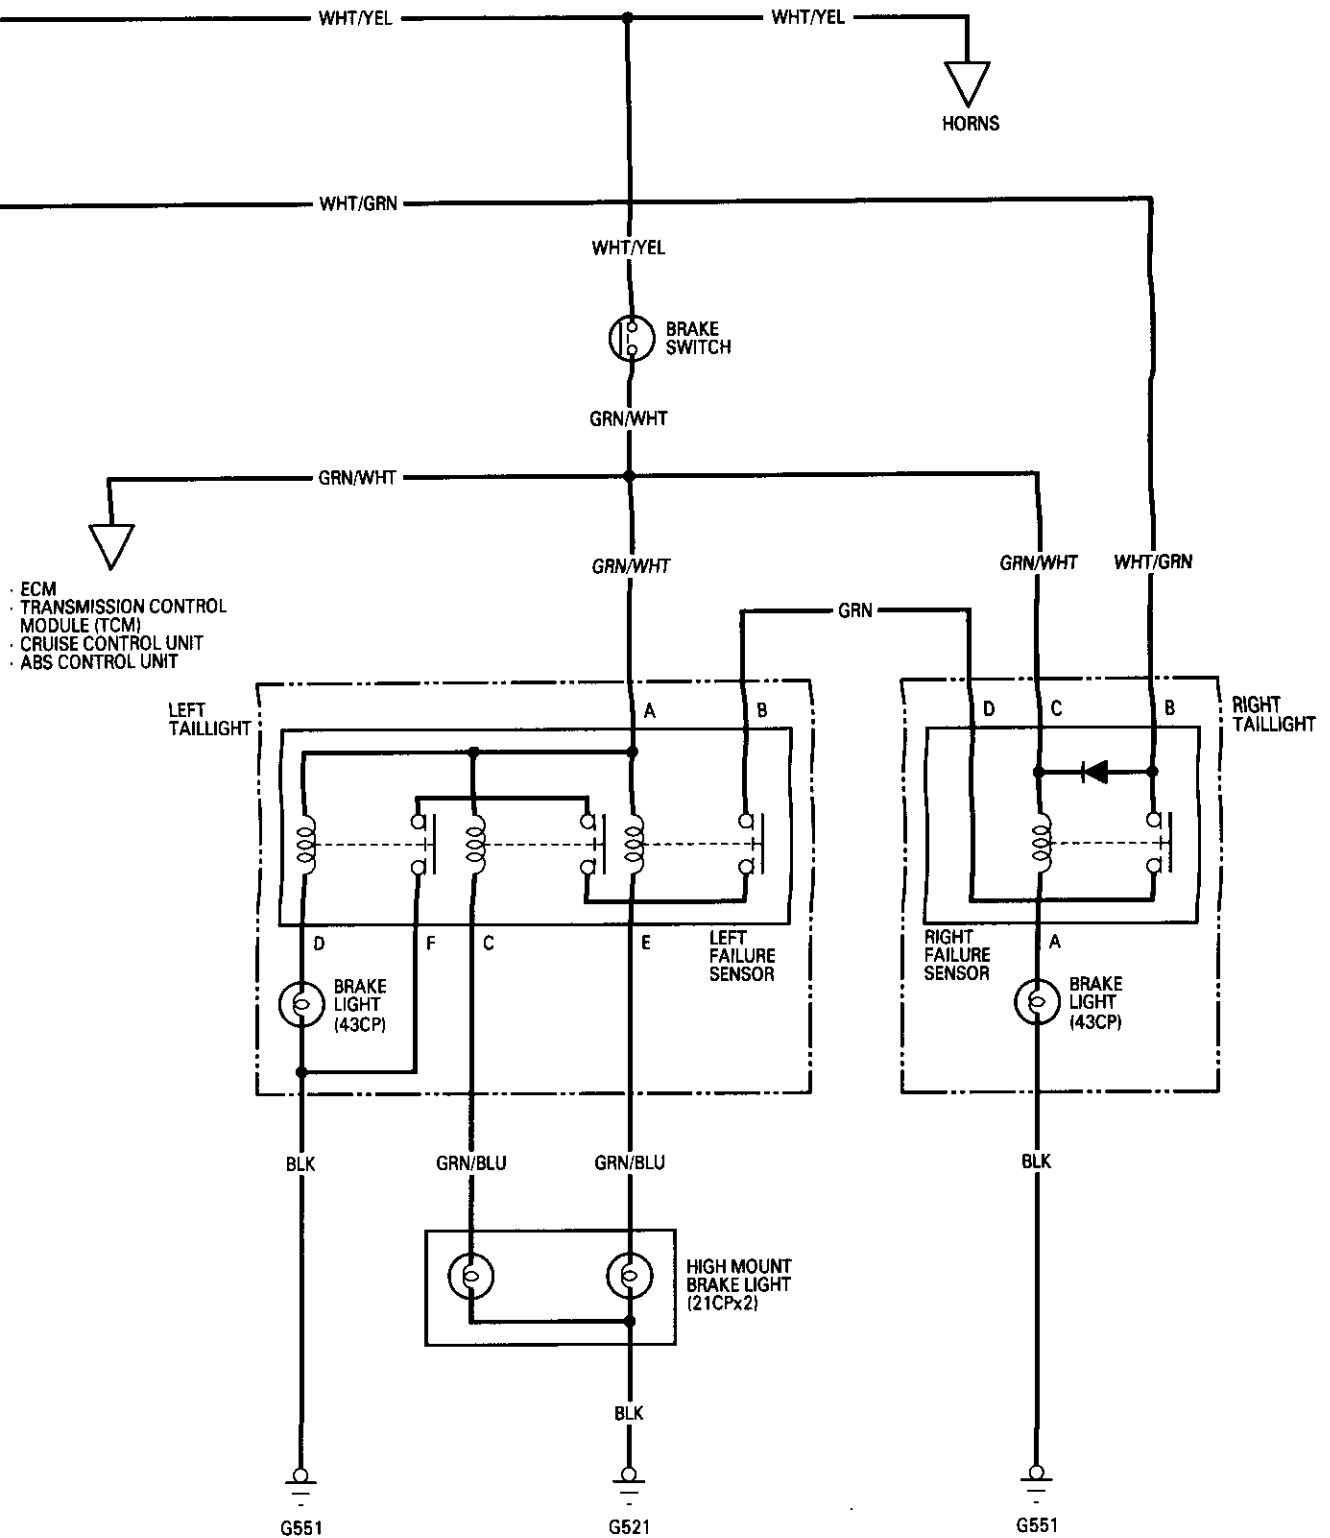 WHT/YEL
WHT/YEL
HORNS
WHT/GRN
WHT/YEL
BRAKE
SWITCH
GRN/WHT
GRN/WHT
GRN/WHT
GRN/WHT
WHT/GRN
· ECM
· TRANSMISSION CONTROL
MODULE (TCM)
· CRUISE CONTROL UNIT
· ABS CONTROL UNIT
GRN
LEFT
TAILLIGHT
A
B
D
C
B
RIGHT
TAILLIGHT
D
F
C
E
LEFT
FAILURE
SENSOR
RIGHT
FAILURE
SENSOR
A
BRAKE
LIGHT
(43CP)
BRAKE
LIGHT
(43CP)
BLK
GRN/BLU
GRN/BLU
BLK
HIGH MOUNT
BRAKE LIGHT
(21CPx2)
BLK
G551
G521
G551